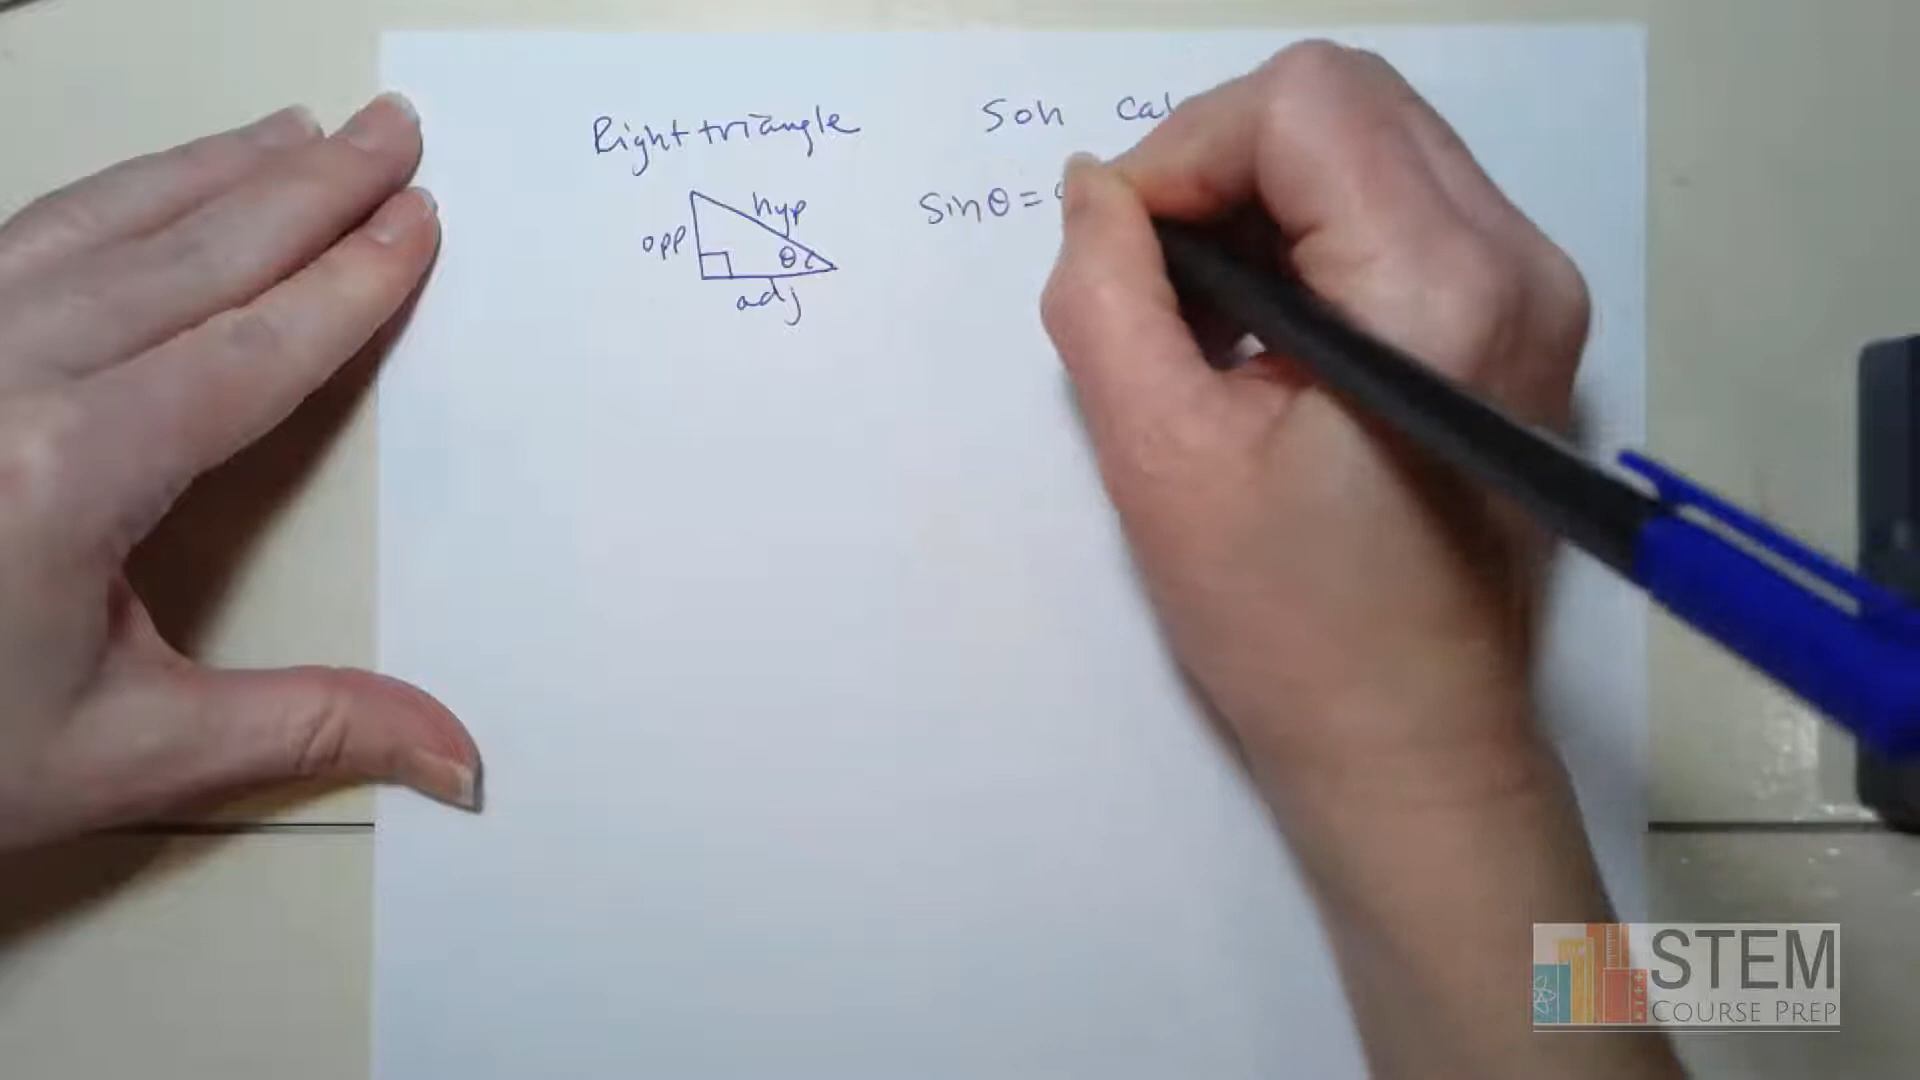 Right triangle
Soh
hyp
opp
θ
adj
sinθ =
STEM
COURSE PREP